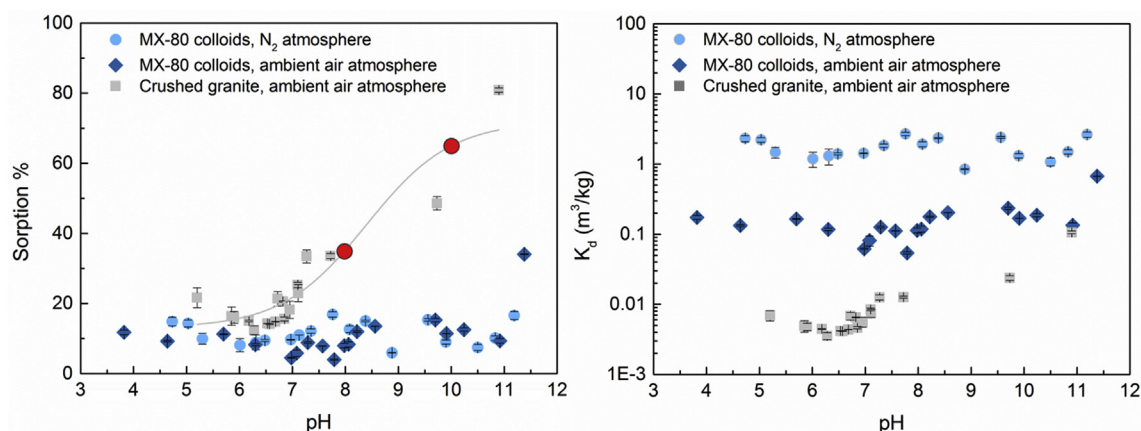 100
80
60
40
20
0
Sorption %
MX-80 colloids, N₂ atmosphere
MX-80 colloids, ambient air atmosphere
Crushed granite, ambient air atmosphere
3 4 5 6 7 8 9 10 11 12
pH
100
10
1
0.1
0.01
1E-3
K_d (m³/kg)
MX-80 colloids, N₂ atmosphere
MX-80 colloids, ambient air atmosphere
Crushed granite, ambient air atmosphere
3 4 5 6 7 8 9 10 11 12
pH